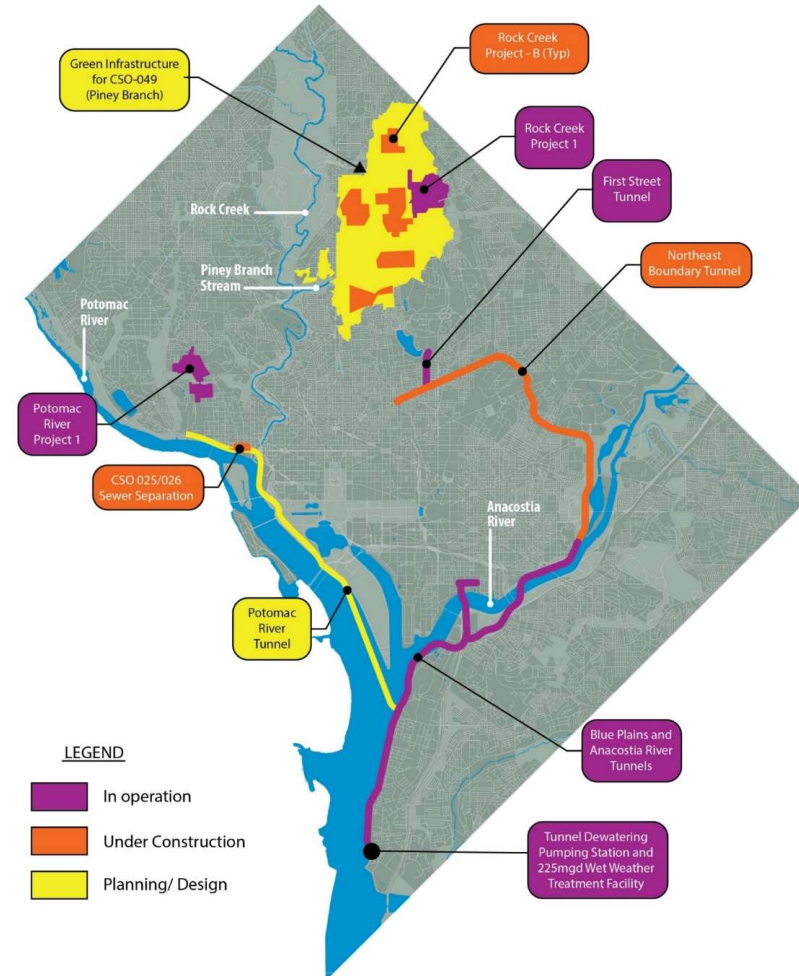 Rock Creek
Project - B (Typ)
Green Infrastructure
for CSO-049
(Piney Branch)
Rock Creek
Project 1
First Street
Tunnel
Rock Creek
Northeast
Boundary Tunnel
Piney Branch
Stream
Potomac
River
Potomac
River
Project 1
CSO 025/026
Sewer Separation
Anacostia
River
Potomac
River
Tunnel
Blue Plains and
Anacostia River
Tunnels
LEGEND
In operation
Under Construction
Planning/ Design
Tunnel Dewatering
Pumping Station and
225mgd Wet Weather
Treatment Facility